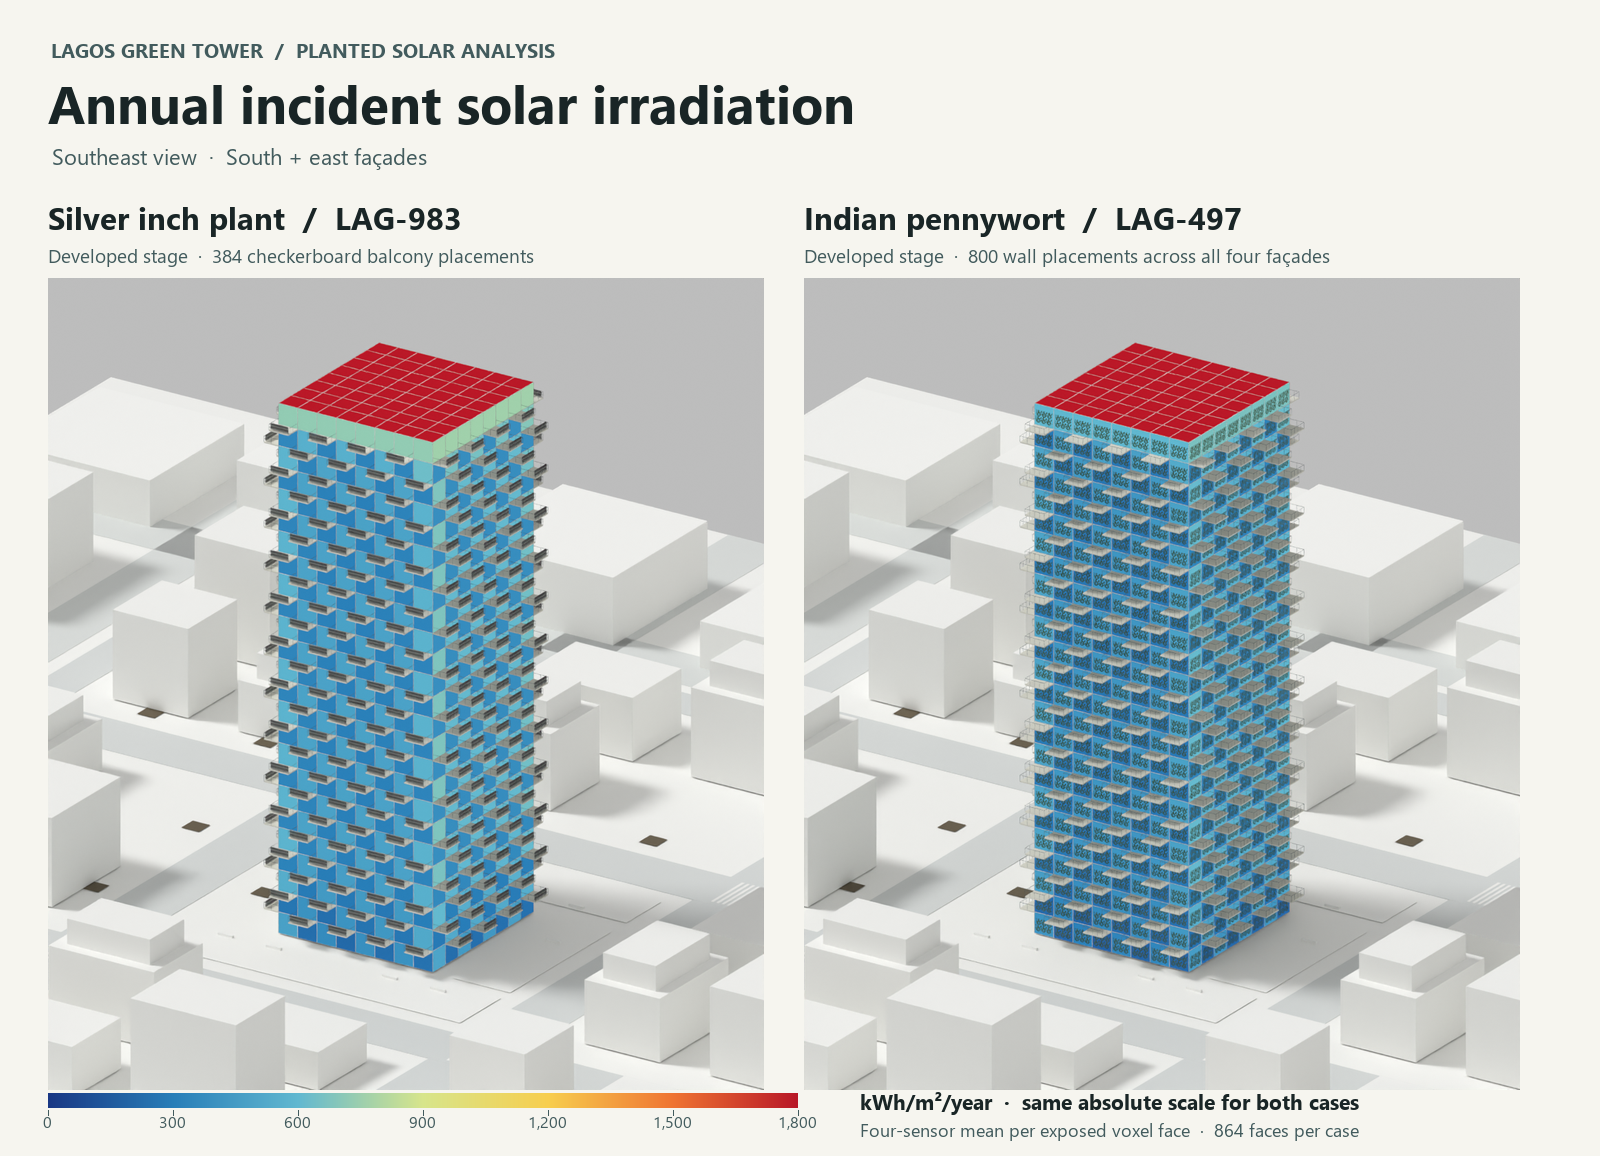 LAGOS GREEN TOWER / PLANTED SOLAR ANALYSIS
Annual incident solar irradiation
Southeast view · South + east façades
Silver inch plant / LAG-983
Developed stage · 384 checkerboard balcony placements
Indian pennywort / LAG-497
Developed stage · 800 wall placements across all four façades
0 300 600 900 1,200 1,500 1,800
kWh/m²/year · same absolute scale for both cases
Four-sensor mean per exposed voxel face · 864 faces per case